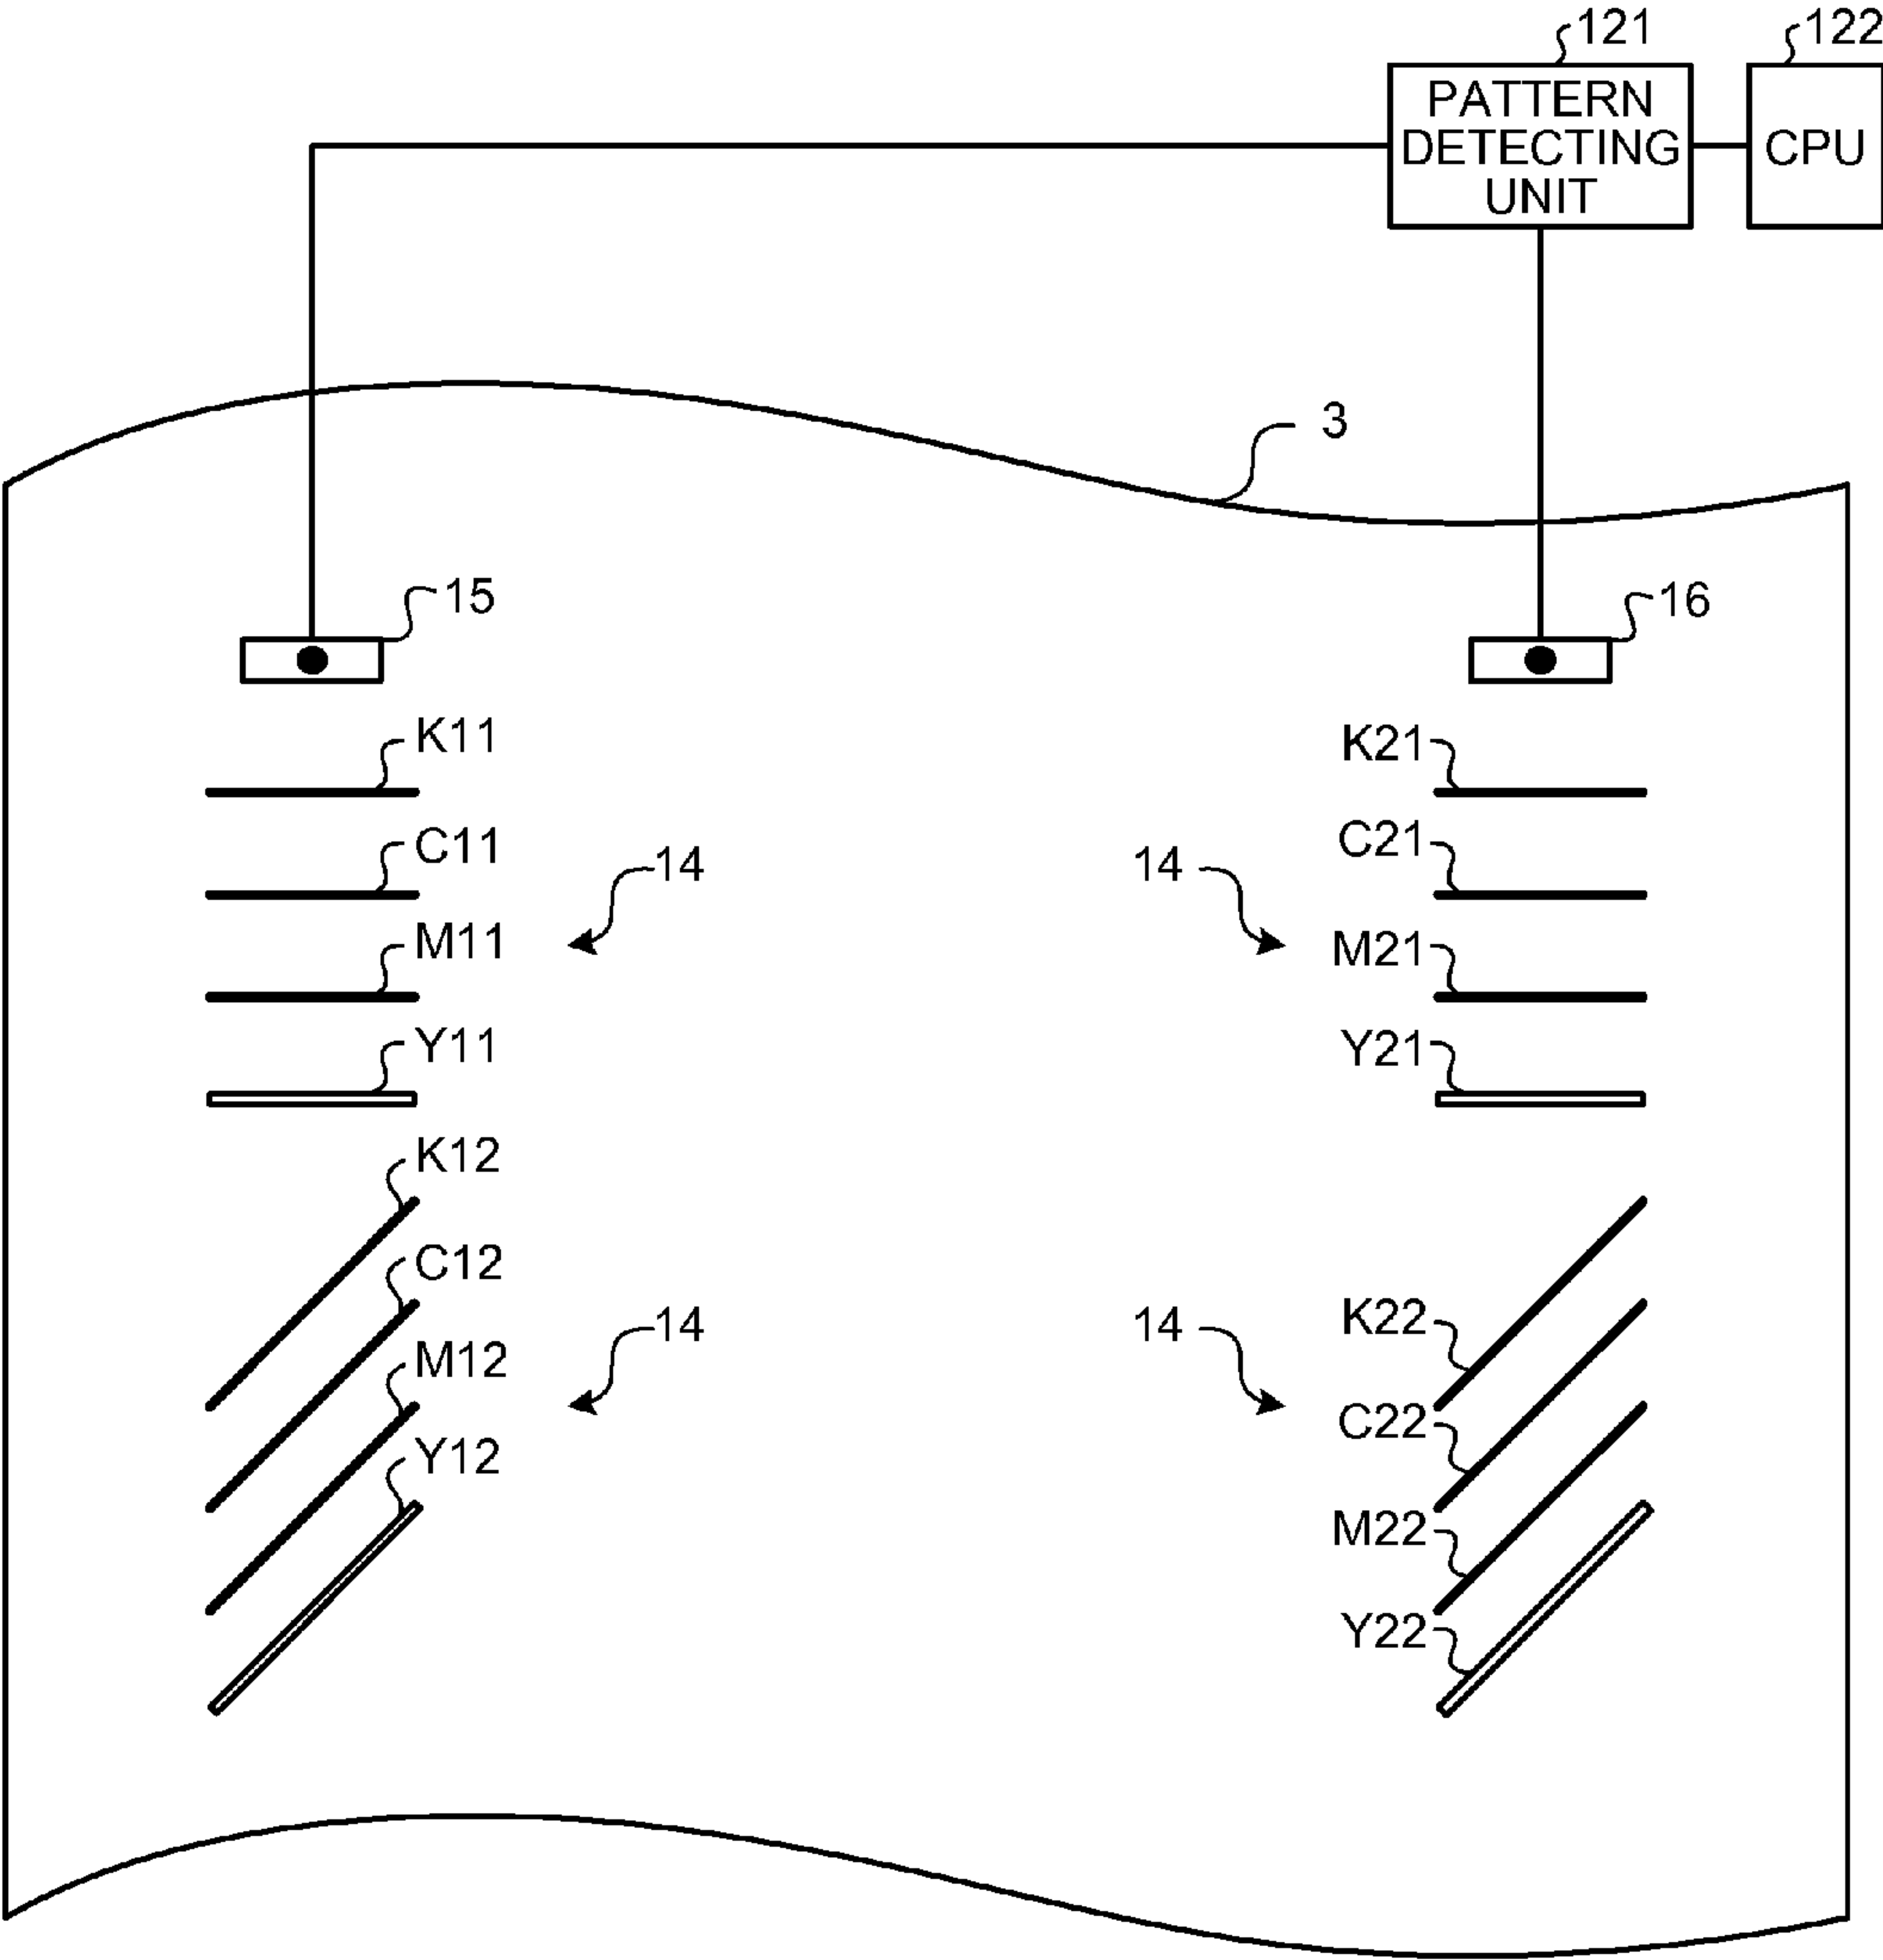 121
122
PATTERN
DETECTING
UNIT
CPU
3
15
16
K11
K21
C11
C21
14
14
M11
M21
Y11
Y21
K12
C12
K22
14
14
M12
C22
Y12
M22
Y22